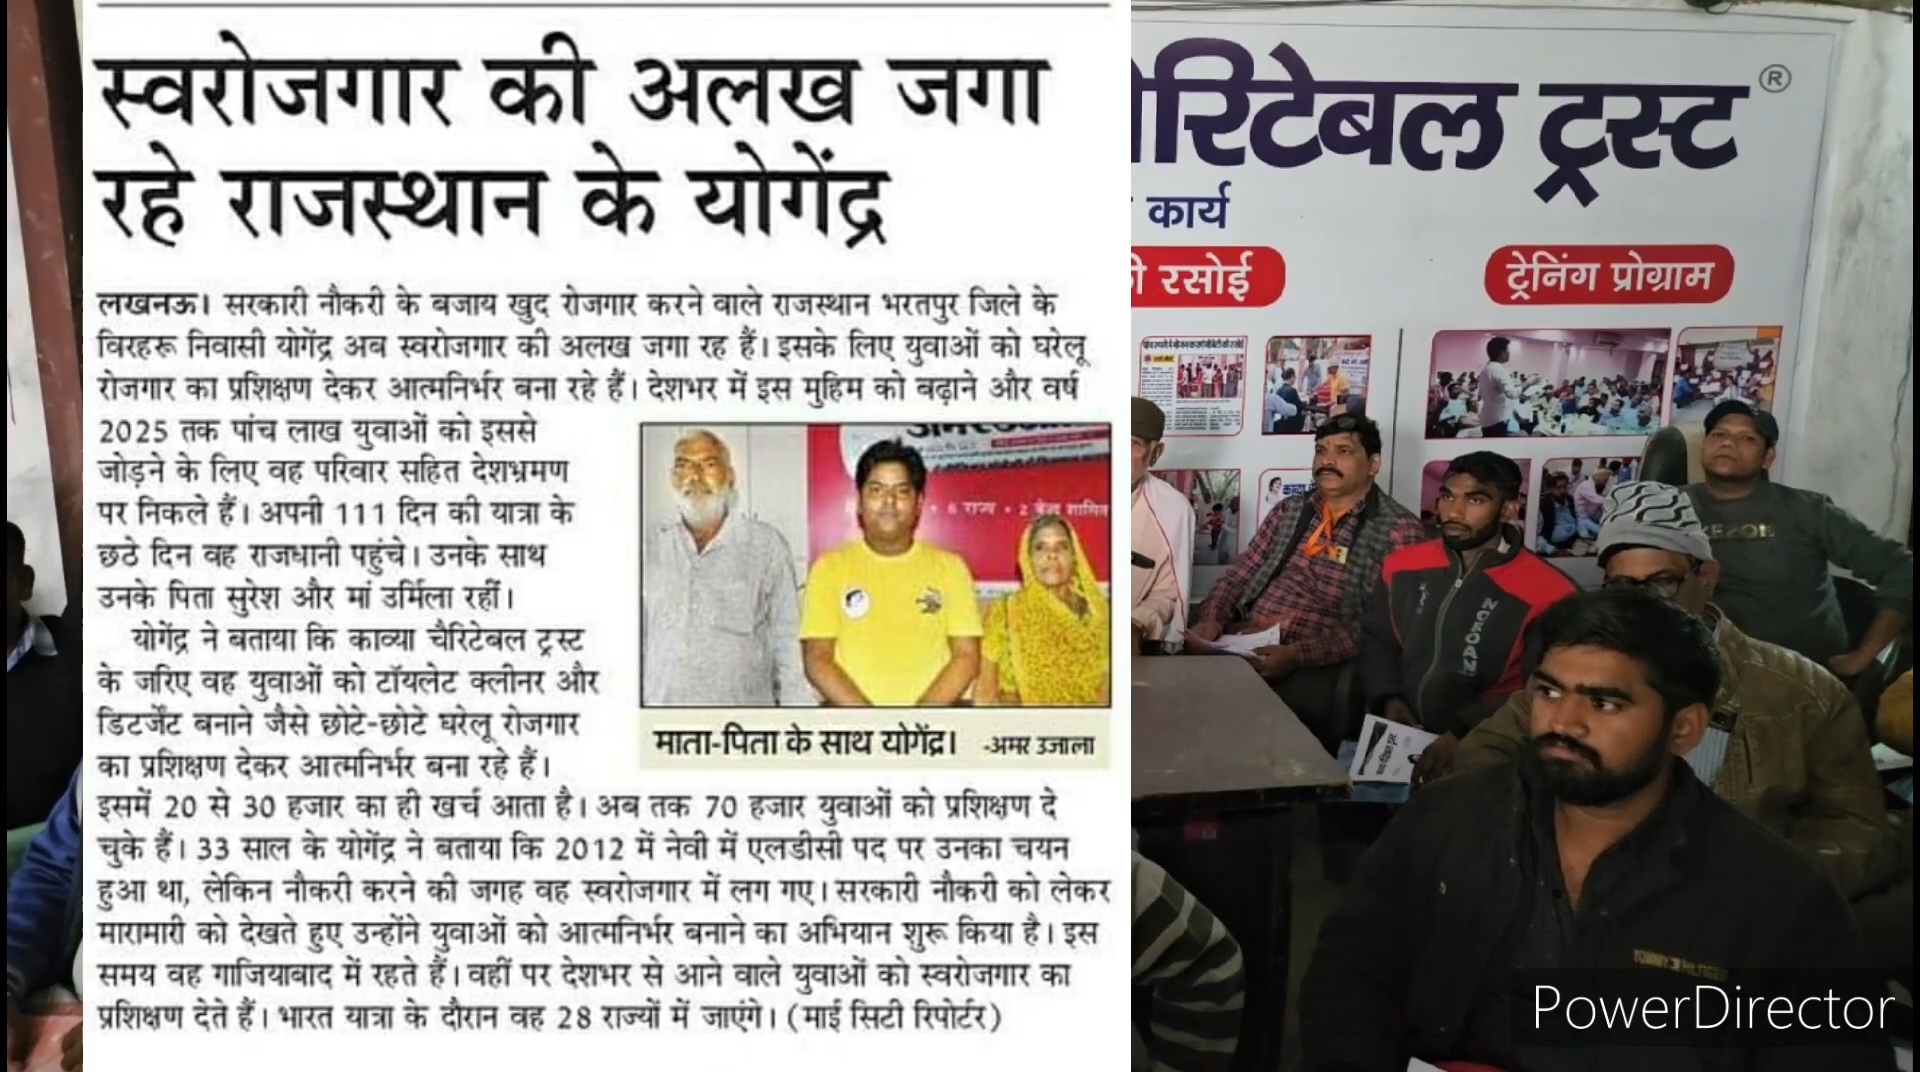 स्वरोजगार की अलख जगा
रहे राजस्थान के योगेंद्र
लखनऊ। सरकारी नौकरी के बजाय खुद रोजगार करने वाले राजस्थान भरतपुर जिले के
विरहरू निवासी योगेंद्र अब स्वरोजगार की अलख जगा रह हैं। इसके लिए युवाओं को घरेलू
रोजगार का प्रशिक्षण देकर आत्मनिर्भर बना रहे हैं। देशभर में इस मुहिम को बढ़ाने और वर्ष
2025 तक पांच लाख युवाओं को इससे
जोड़ने के लिए वह परिवार सहित देशभ्रमण
पर निकले हैं। अपनी 111 दिन की यात्रा के
छठे दिन वह राजधानी पहुंचे। उनके साथ
उनके पिता सुरेश और मां उर्मिला रहीं।
योगेंद्र ने बताया कि काव्या चैरिटेबल ट्रस्ट
के जरिए वह युवाओं को टॉयलेट क्लीनर और
डिटर्जेंट बनाने जैसे छोटे-छोटे घरेलू रोजगार
का प्रशिक्षण देकर आत्मनिर्भर बना रहे हैं।
इसमें 20 से 30 हजार का ही खर्च आता है। अब तक 70 हजार युवाओं को प्रशिक्षण दे
चुके हैं। 33 साल के योगेंद्र ने बताया कि 2012 में नेवी में एलडीसी पद पर उनका चयन
हुआ था, लेकिन नौकरी करने की जगह वह स्वरोजगार में लग गए। सरकारी नौकरी को लेकर
मारामारी को देखते हुए उन्होंने युवाओं को आत्मनिर्भर बनाने का अभियान शुरू किया है। इस
समय वह गाजियाबाद में रहते हैं। वहीं पर देशभर से आने वाले युवाओं को स्वरोजगार का
प्रशिक्षण देते हैं। भारत यात्रा के दौरान वह 28 राज्यों में जाएंगे। (माई सिटी रिपोर्टर)
• 6 राज्य • 2 केन्द्र शासित
माता-पिता के साथ योगेंद्र। -अमर उजाला
रिटेबल ट्रस्ट ®
कार्य
रसोई
ट्रेनिंग प्रोग्राम
NOROAN
TOMMY HILFIGER
PowerDirector